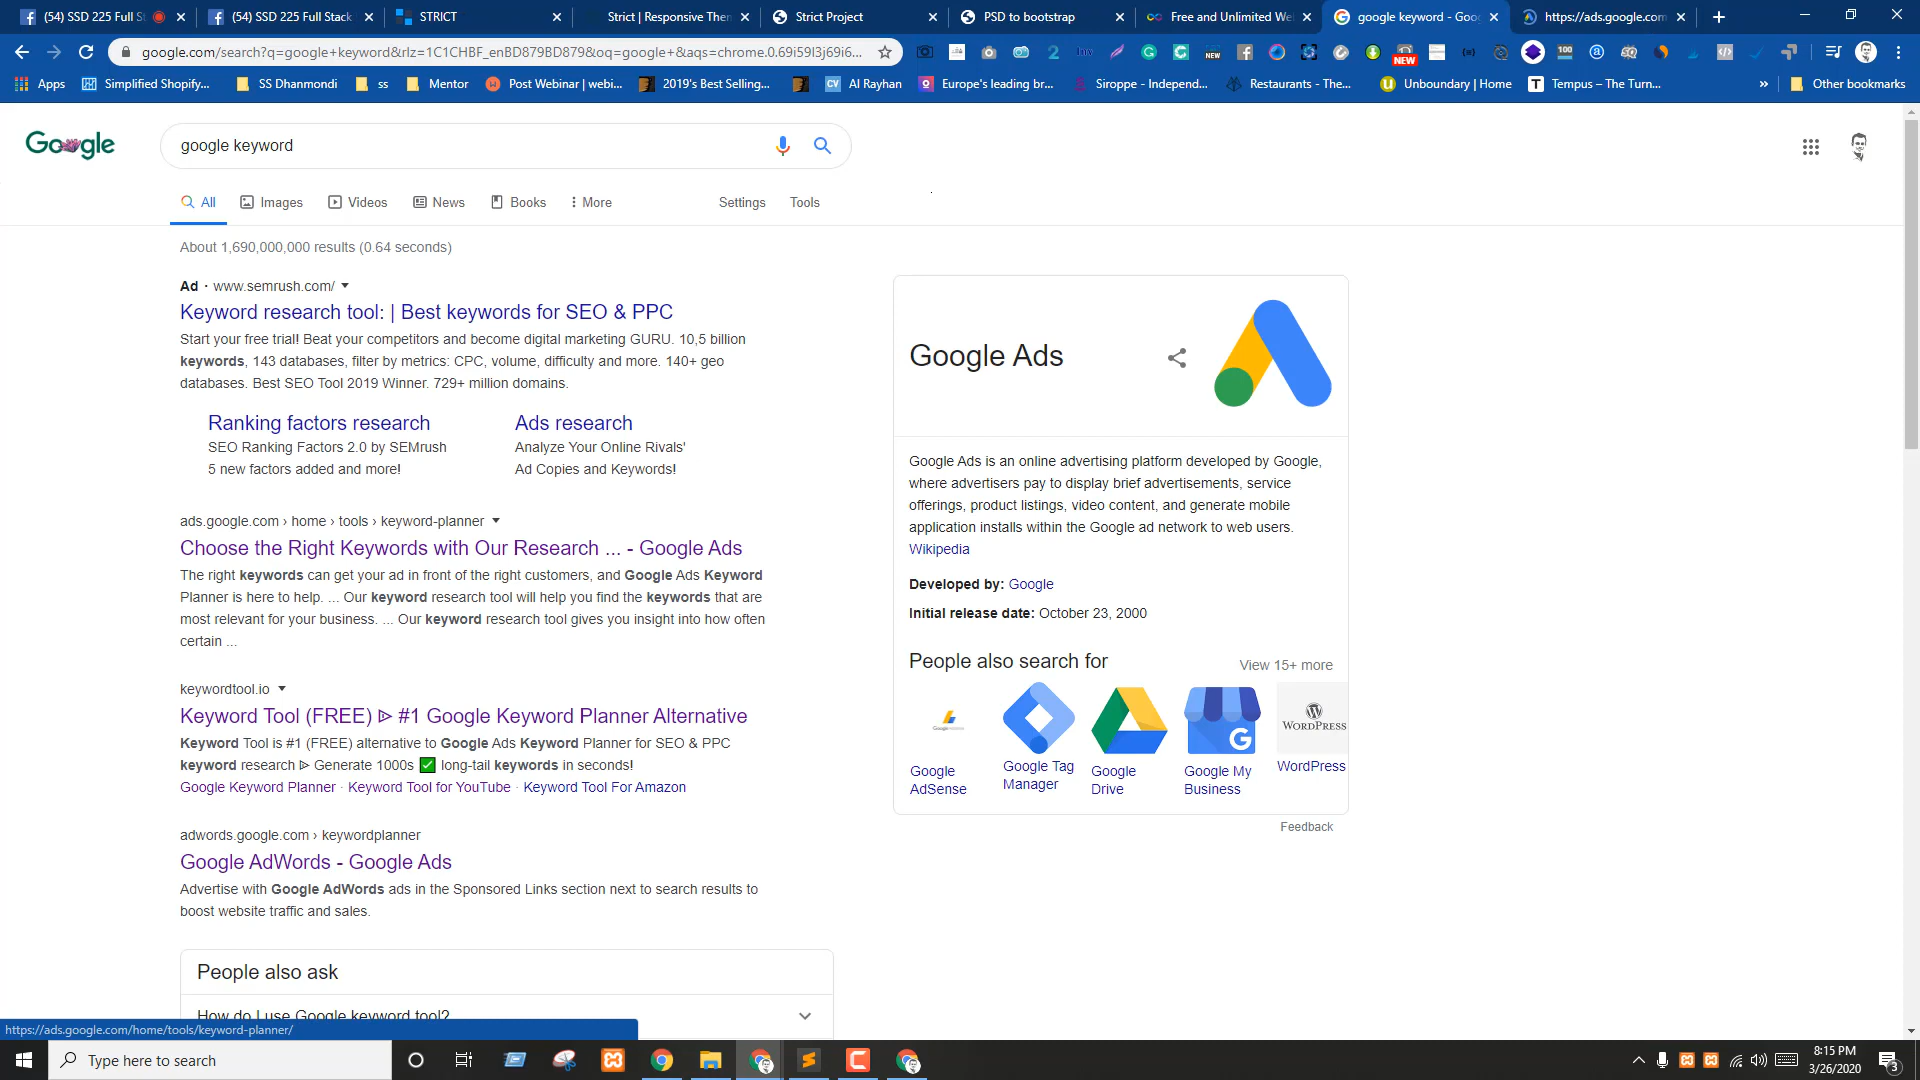 (54) SSD 225 Full St
(54) SSD 225 Full Stack
STRICT
Strict | Responsive Ther
Strict Project
PSD to bootstrap
Free and Unlimited We
google keyword - Goo
https://ads.google.com
google.com/search?q=google+keyword&rlz=1C1CHBF_enBD879BD879&oq=google+&aqs=chrome.0.69i59l3j69i6...
Apps
Simplified Shopify...
SS Dhanmondi
ss
Mentor
Post Webinar | webi...
2019's Best Selling...
CV Al Rayhan
Europe's leading br...
Siroppe - Independ...
Restaurants - The...
Unboundary | Home
Tempus – The Turn...
»
Other bookmarks
Google
google keyword
All
Images
Videos
News
Books
More
Settings
Tools
About 1,690,000,000 results (0.64 seconds)
Ad · www.semrush.com/
Keyword research tool: | Best keywords for SEO & PPC
Start your free trial! Beat your competitors and become digital marketing GURU. 10,5 billion
keywords, 143 databases, filter by metrics: CPC, volume, difficulty and more. 140+ geo
databases. Best SEO Tool 2019 Winner. 729+ million domains.
Ranking factors research
SEO Ranking Factors 2.0 by SEMrush
5 new factors added and more!
Ads research
Analyze Your Online Rivals'
Ad Copies and Keywords!
ads.google.com › home › tools › keyword-planner
Choose the Right Keywords with Our Research ... - Google Ads
The right keywords can get your ad in front of the right customers, and Google Ads Keyword
Planner is here to help. ... Our keyword research tool will help you find the keywords that are
most relevant for your business. ... Our keyword research tool gives you insight into how often
certain ...
keywordtool.io
Keyword Tool (FREE) ᐉ #1 Google Keyword Planner Alternative
Keyword Tool is #1 (FREE) alternative to Google Ads Keyword Planner for SEO & PPC
keyword research ᐉ Generate 1000s ✅ long-tail keywords in seconds!
Google Keyword Planner · Keyword Tool for YouTube · Keyword Tool For Amazon
adwords.google.com › keywordplanner
Google AdWords - Google Ads
Advertise with Google AdWords ads in the Sponsored Links section next to search results to
boost website traffic and sales.
People also ask
How do I use Google keyword tool?
Google Ads
Google Ads is an online advertising platform developed by Google,
where advertisers pay to display brief advertisements, service
offerings, product listings, video content, and generate mobile
application installs within the Google ad network to web users.
Wikipedia
Developed by: Google
Initial release date: October 23, 2000
People also search for
View 15+ more
Google AdSense
Google Tag Manager
Google Drive
Google My Business
WORDPRESS
WordPress
Feedback
https://ads.google.com/home/tools/keyword-planner/
Type here to search
8:15 PM
3/26/2020
3